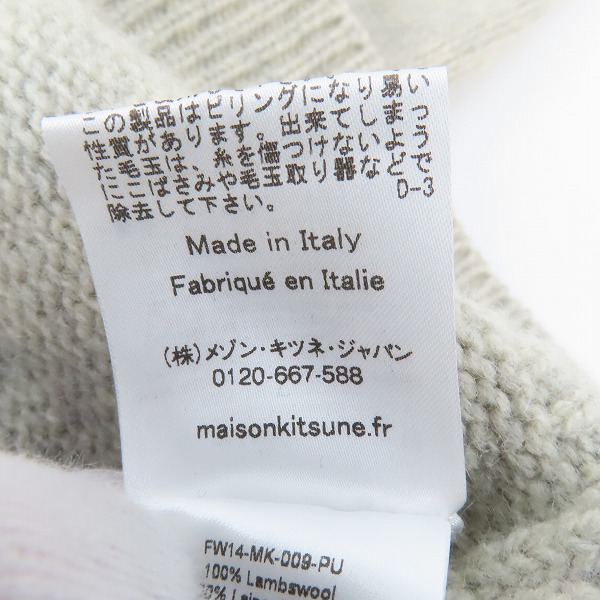 この製品はピリングになり易い
性質があります。出来てしまっ
た毛玉は、糸を傷つけないよう
にこばさみや毛玉取り器などで
除去して下さい。
D-3
Made in Italy
Fabriqué en Italie
(株)メゾン・キツネ・ジャパン
0120-667-588
maisonkitsune.fr
FW14-MK-009-PU
100% Lambswool